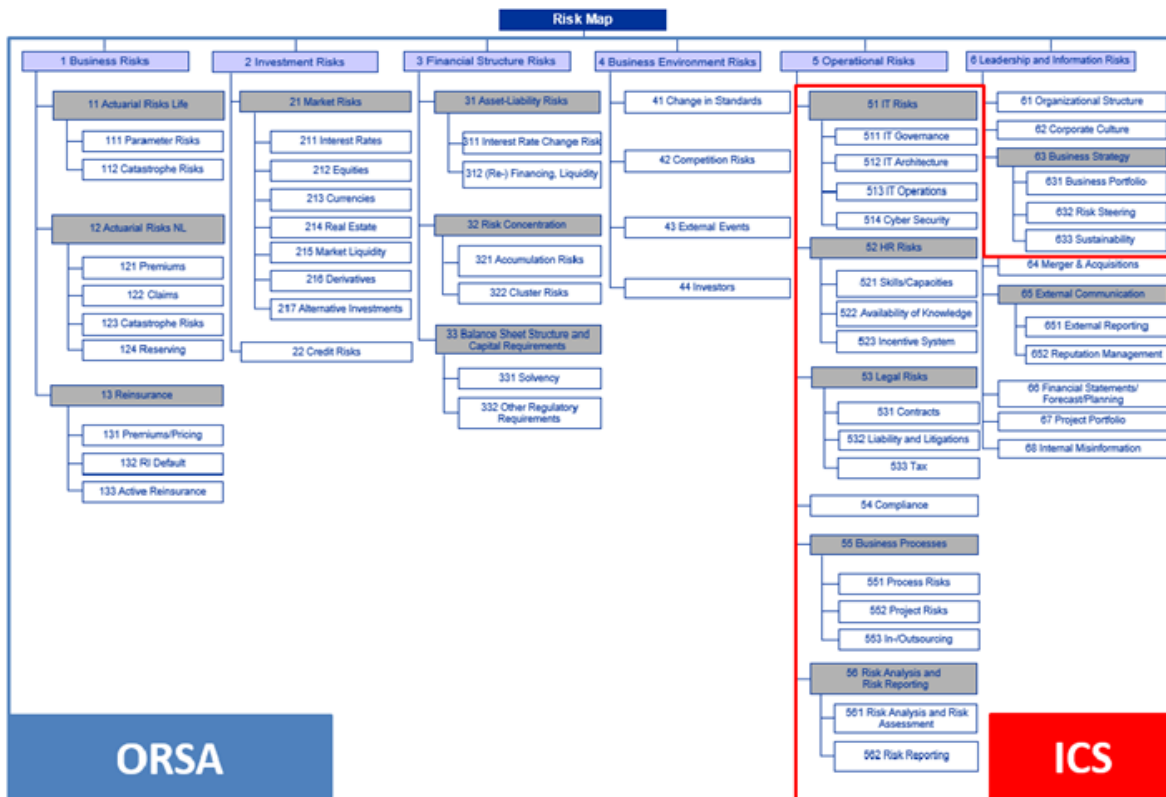 Risk Map
1 Business Risks
11 Actuarial Risks Life
111 Parameter Risks
112 Catastrophe Risks
12 Actuarial Risks NL
121 Premiums
122 Claims
123 Catastrophe Risks
124 Reserving
13 Reinsurance
131 Premiums/Pricing
132 RI Default
133 Active Reinsurance
2 Investment Risks
21 Market Risks
211 Interest Rates
212 Equities
213 Currencies
214 Real Estate
215 Market Liquidity
216 Derivatives
217 Alternative Investments
22 Credit Risks
3 Financial Structure Risks
31 Asset-Liability Risks
311 Interest Rate Change Risk
312 (Re-) Financing, Liquidity
32 Risk Concentration
321 Accumulation Risks
322 Cluster Risks
33 Balance Sheet Structure and
Capital Requirements
331 Solvency
332 Other Regulatory
Requirements
4 Business Environment Risks
41 Change in Standards
42 Competition Risks
43 External Events
44 Investors
5 Operational Risks
51 IT Risks
511 IT Governance
512 IT Architecture
513 IT Operations
514 Cyber Security
52 HR Risks
521 Skills/Capacities
522 Availability of Knowledge
523 Incentive System
53 Legal Risks
531 Contracts
532 Liability and Litigations
533 Tax
54 Compliance
55 Business Processes
551 Process Risks
552 Project Risks
553 In-/Outsourcing
56 Risk Analysis and
Risk Reporting
561 Risk Analysis and Risk
Assessment
562 Risk Reporting
6 Leadership and Information Risks
61 Organizational Structure
62 Corporate Culture
63 Business Strategy
631 Business Portfolio
632 Risk Steering
633 Sustainability
64 Merger & Acquisitions
65 External Communication
651 External Reporting
652 Reputation Management
66 Financial Statements/
Forecast/Planning
67 Project Portfolio
68 Internal Misinformation
ORSA
ICS